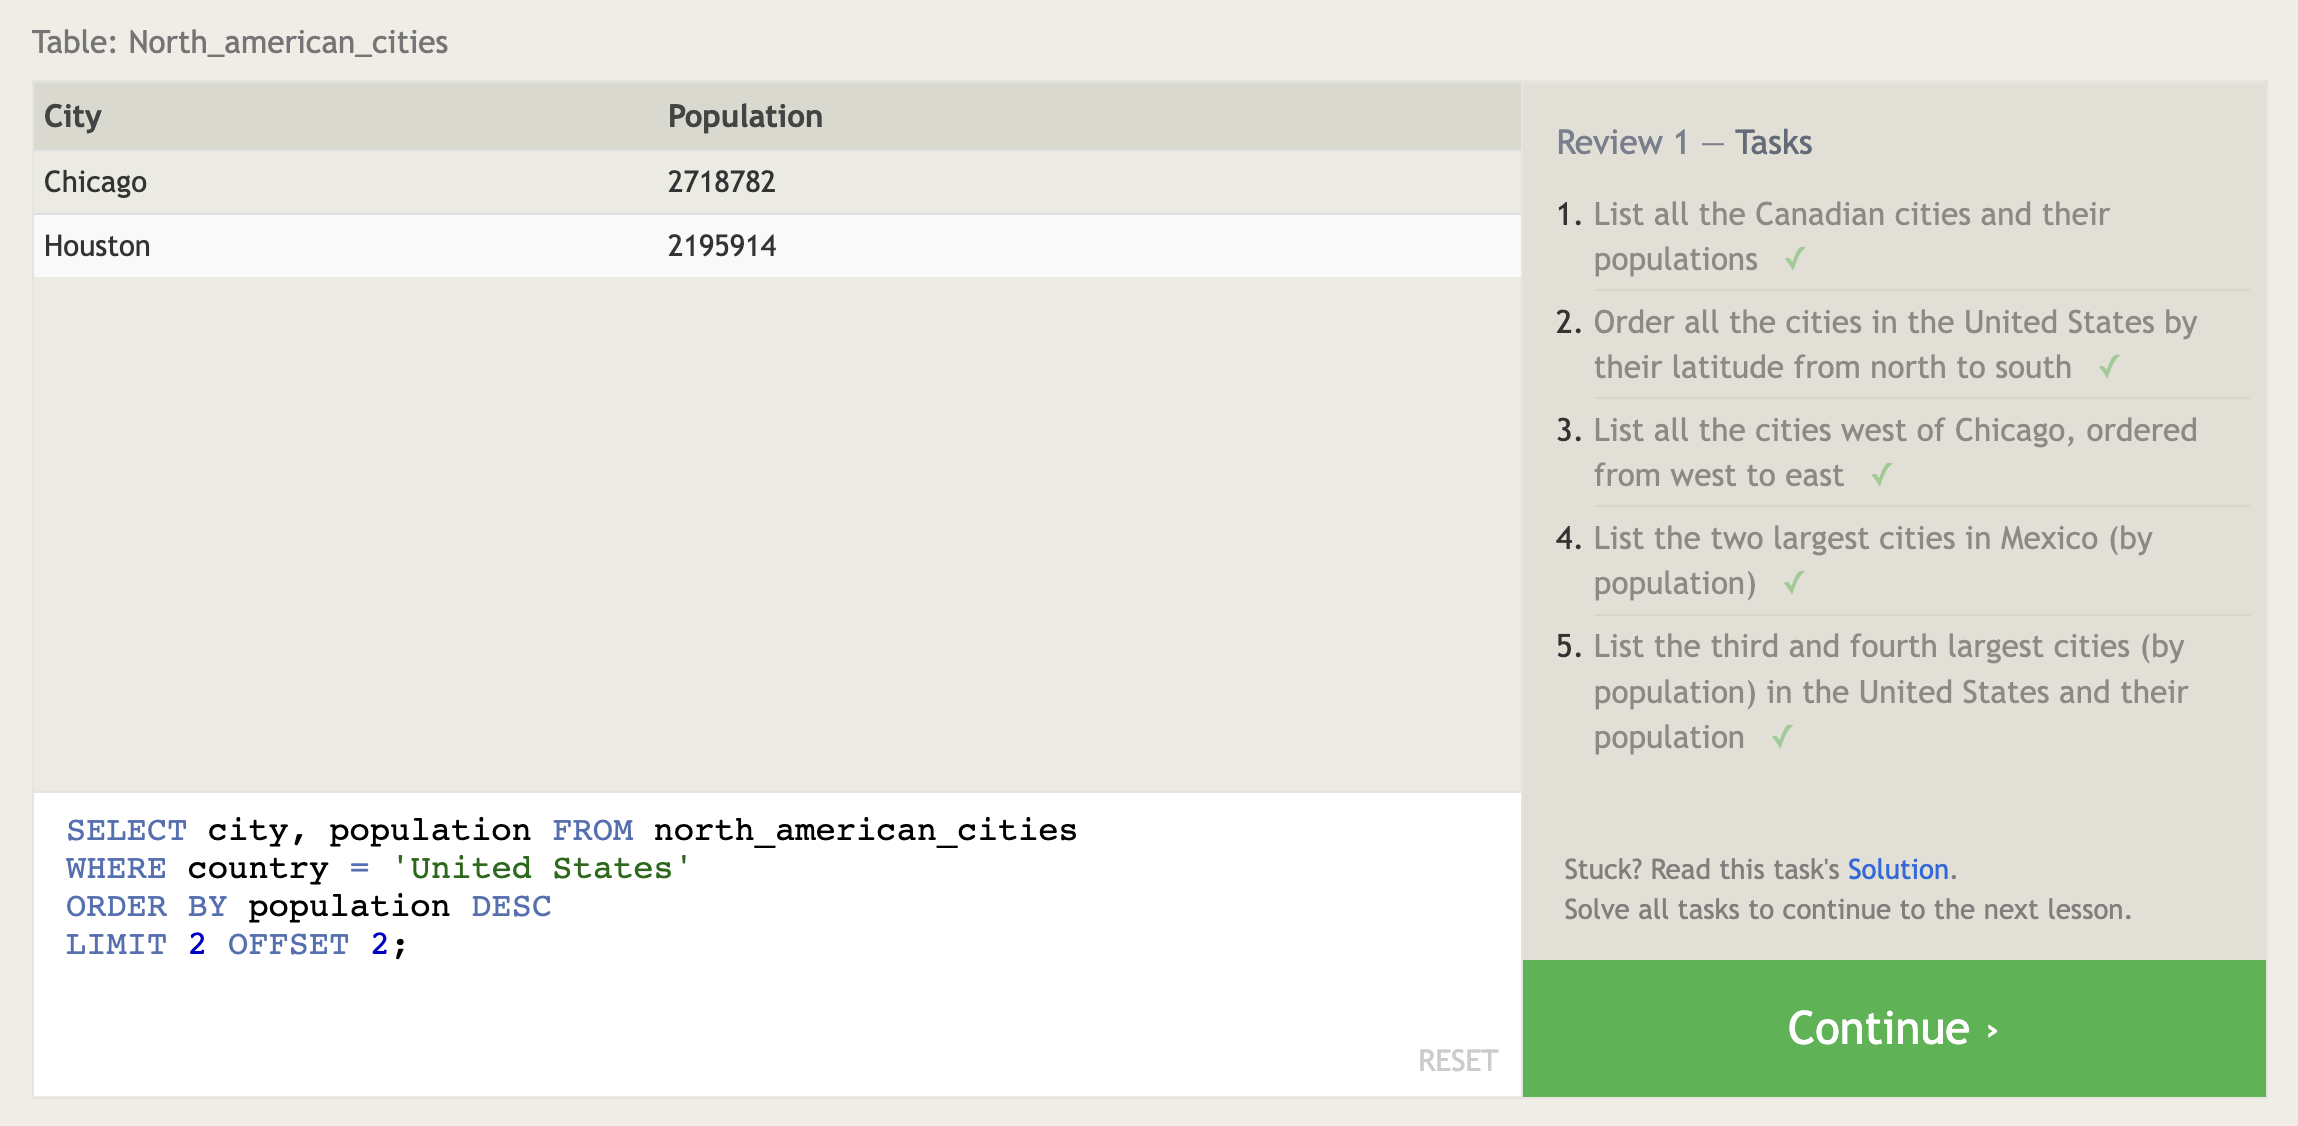 Table: North_american_cities
City Population
Chicago 2718782
Houston 2195914
SELECT city, population FROM north_american_cities
WHERE country = 'United States'
ORDER BY population DESC
LIMIT 2 OFFSET 2;
RESET
Review 1 — Tasks
1. List all the Canadian cities and their
populations ✓
2. Order all the cities in the United States by
their latitude from north to south ✓
3. List all the cities west of Chicago, ordered
from west to east ✓
4. List the two largest cities in Mexico (by
population) ✓
5. List the third and fourth largest cities (by
population) in the United States and their
population ✓
Stuck? Read this task's Solution.
Solve all tasks to continue to the next lesson.
Continue ›